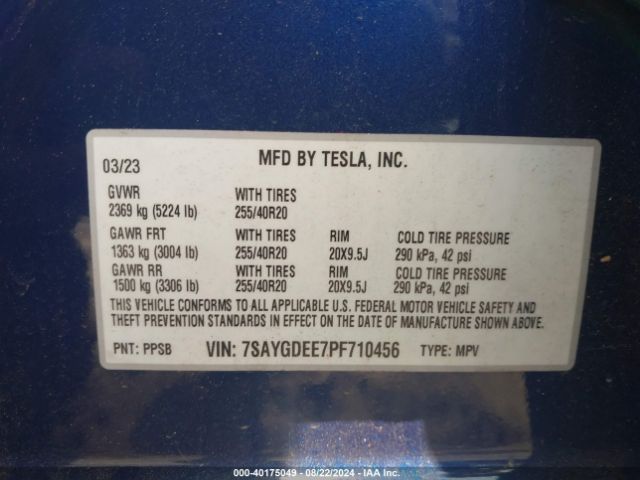 03/23 MFD BY TESLA, INC.
GVWR WITH TIRES
2369 kg (5224 lb) 255/40R20
GAWR FRT WITH TIRES RIM COLD TIRE PRESSURE
1363 kg (3004 lb) 255/40R20 20X9.5J 290 kPa, 42 psi
GAWR RR WITH TIRES RIM COLD TIRE PRESSURE
1500 kg (3306 lb) 255/40R20 20X9.5J 290 kPa, 42 psi
THIS VEHICLE CONFORMS TO ALL APPLICABLE U.S. FEDERAL MOTOR VEHICLE SAFETY AND
THEFT PREVENTION STANDARDS IN EFFECT ON THE DATE OF MANUFACTURE SHOWN ABOVE.
PNT: PPSB VIN: 7SAYGDEE7PF710456 TYPE: MPV
000-40175049 - 08/22/2024 - IAAI.com